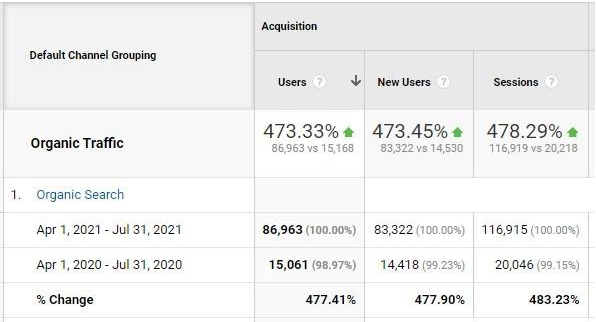 Acquisition
Default Channel Grouping
Users ? New Users ? Sessions ?
Organic Traffic 473.33% 473.45% 478.29%
86,963 vs 15,168 83,322 vs 14,530 116,919 vs 20,218
1. Organic Search
Apr 1, 2021 - Jul 31, 2021 86,963 (100.00%) 83,322 (100.00%) 116,915 (100.00%)
Apr 1, 2020 - Jul 31, 2020 15,061 (98.97%) 14,418 (99.23%) 20,046 (99.15%)
% Change 477.41% 477.90% 483.23%